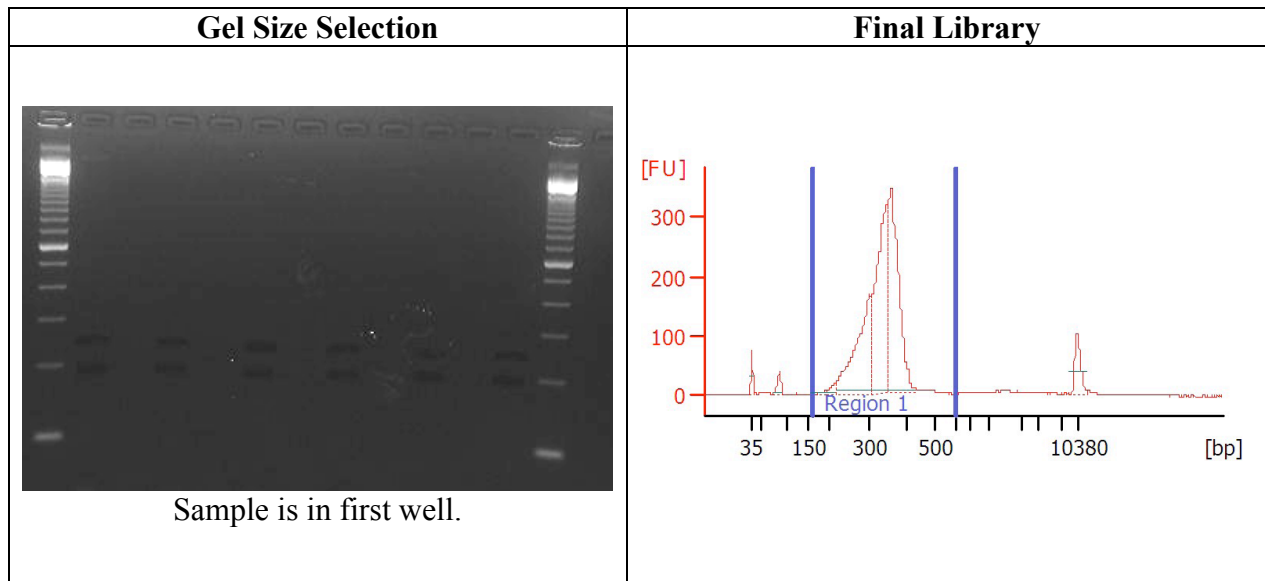 Gel Size Selection
Final Library
Sample is in first well.
[FU]
300
200
100
0
Region 1
35 150 300 500 10380 [bp]